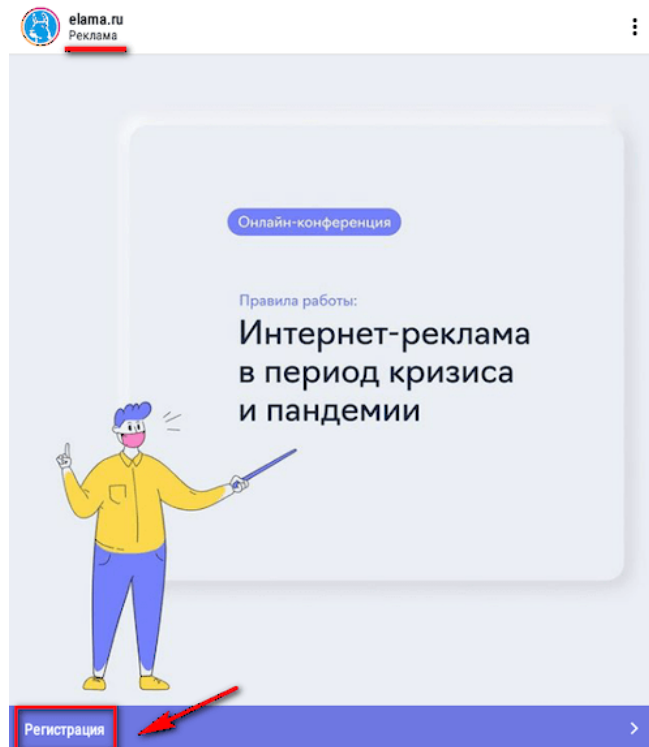 elama.ru
Реклама
Онлайн-конференция
Правила работы:
Интернет-реклама
в период кризиса
и пандемии
Регистрация